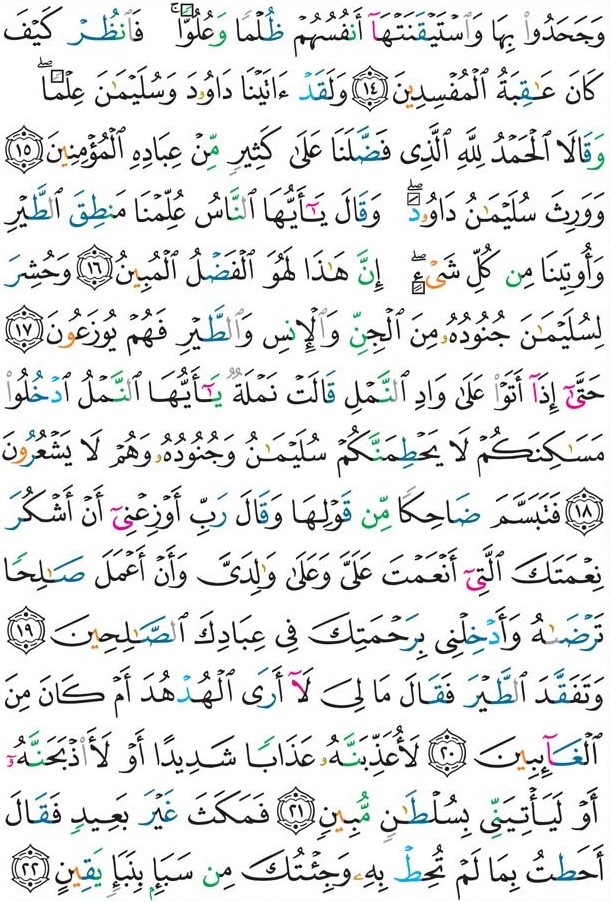 وَجَحَدُوا۟ بِهَا وَٱسْتَيْقَنَتْهَآ أَنفُسُهُمْ ظُلْمًا وَعُلُوًّا ۚ فَٱنظُرْ كَيْفَ
كَانَ عَـٰقِبَةُ ٱلْمُفْسِدِينَ ١٤ وَلَقَدْ ءَاتَيْنَا دَاوُۥدَ وَسُلَيْمَـٰنَ عِلْمًا ۖ
وَقَالَا ٱلْحَمْدُ لِلَّهِ ٱلَّذِى فَضَّلَنَا عَلَىٰ كَثِيرٍ مِّنْ عِبَادِهِ ٱلْمُؤْمِنِينَ ١٥
وَوَرِثَ سُلَيْمَـٰنُ دَاوُۥدَ ۖ وَقَالَ يَـٰٓأَيُّهَا ٱلنَّاسُ عُلِّمْنَا مَنطِقَ ٱلطَّيْرِ
وَأُوتِينَا مِن كُلِّ شَىْءٍ ۖ إِنَّ هَـٰذَا لَهُوَ ٱلْفَضْلُ ٱلْمُبِينُ ١٦ وَحُشِرَ
لِسُلَيْمَـٰنَ جُنُودُهُۥ مِنَ ٱلْجِنِّ وَٱلْإِنسِ وَٱلطَّيْرِ فَهُمْ يُوزَعُونَ ١٧
حَتَّىٰٓ إِذَآ أَتَوْا۟ عَلَىٰ وَادِ ٱلنَّمْلِ قَالَتْ نَمْلَةٌ يَـٰٓأَيُّهَا ٱلنَّمْلُ ٱدْخُلُوا۟
مَسَـٰكِنَكُمْ لَا يَحْطِمَنَّكُمْ سُلَيْمَـٰنُ وَجُنُودُهُۥ وَهُمْ لَا يَشْعُرُونَ
١٨ فَتَبَسَّمَ ضَاحِكًا مِّن قَوْلِهَا وَقَالَ رَبِّ أَوْزِعْنِىٓ أَنْ أَشْكُرَ
نِعْمَتَكَ ٱلَّتِىٓ أَنْعَمْتَ عَلَىَّ وَعَلَىٰ وَٰلِدَىَّ وَأَنْ أَعْمَلَ صَـٰلِحًا
تَرْضَىٰهُ وَأَدْخِلْنِى بِرَحْمَتِكَ فِى عِبَادِكَ ٱلصَّـٰلِحِينَ ١٩
وَتَفَقَّدَ ٱلطَّيْرَ فَقَالَ مَا لِىَ لَآ أَرَى ٱلْهُدْهُدَ أَمْ كَانَ مِنَ
ٱلْغَآئِبِينَ ٢٠ لَأُعَذِّبَنَّهُۥ عَذَابًا شَدِيدًا أَوْ لَأَا۟ذْبَحَنَّهُۥٓ
أَوْ لَيَأْتِيَنِّى بِسُلْطَـٰنٍ مُّبِينٍ ٢١ فَمَكَثَ غَيْرَ بَعِيدٍ فَقَالَ
أَحَطتُ بِمَا لَمْ تُحِطْ بِهِۦ وَجِئْتُكَ مِن سَبَإٍۭ بِنَبَإٍ يَقِينٍ ٢٢